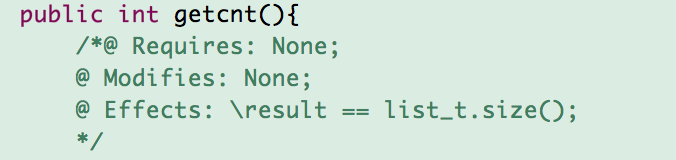 public int getcnt(){
/*@ Requires: None;
@ Modifies: None;
@ Effects: \result == list_t.size();
*/